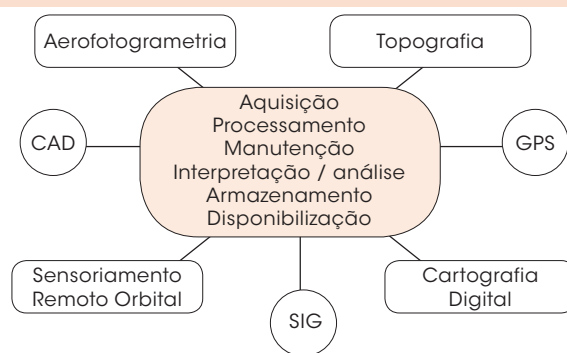 Aerofotogrametria
Topografia
CAD
Aquisição
Processamento
Manutenção
Interpretação / análise
Armazenamento
Disponibilização
GPS
Sensoriamento
Remoto Orbital
SIG
Cartografia
Digital